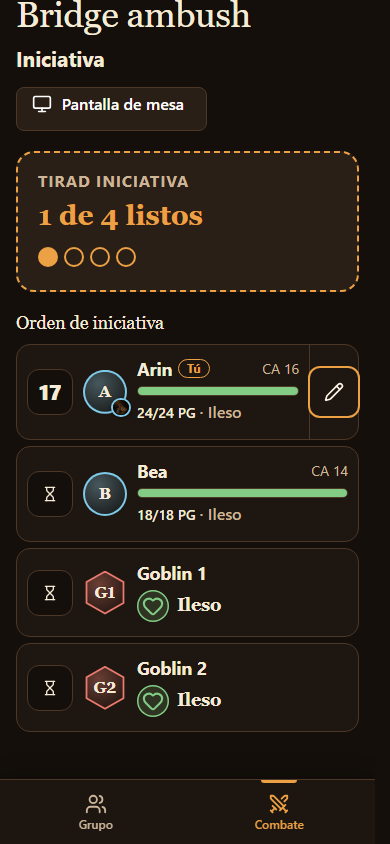 Bridge ambush
Iniciativa
Pantalla de mesa
TIRAD INICIATIVA
1 de 4 listos
Orden de iniciativa
17 A Arin Tú CA 16
24/24 PG · Ileso
B Bea CA 14
18/18 PG · Ileso
G1 Goblin 1
Ileso
G2 Goblin 2
Ileso
Grupo Combate